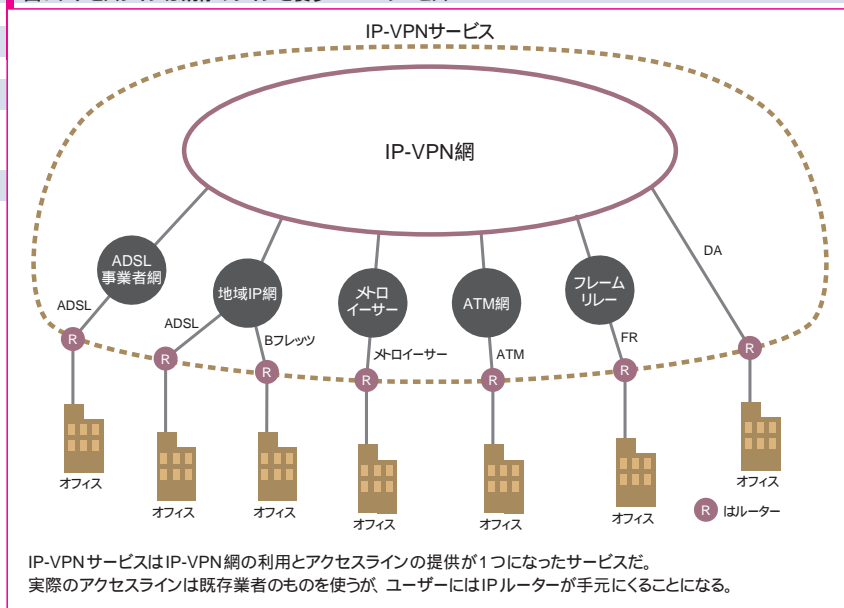 IP-VPNサービス
IP-VPN網
ADSL
事業者網
地域IP網
メトロ
イーサー
ATM網
フレーム
リレー
DA
ADSL
ADSL
Bフレッツ
メトロイーサー
ATM
FR
R
R
R
R
R
R
R
オフィス
オフィス
オフィス
オフィス
オフィス
オフィス
オフィス
R はルーター
IP-VPNサービスはIP-VPN網の利用とアクセスラインの提供が1つになったサービスだ。
実際のアクセスラインは既存業者のものを使うが、ユーザーにはIPルーターが手元にくることになる。